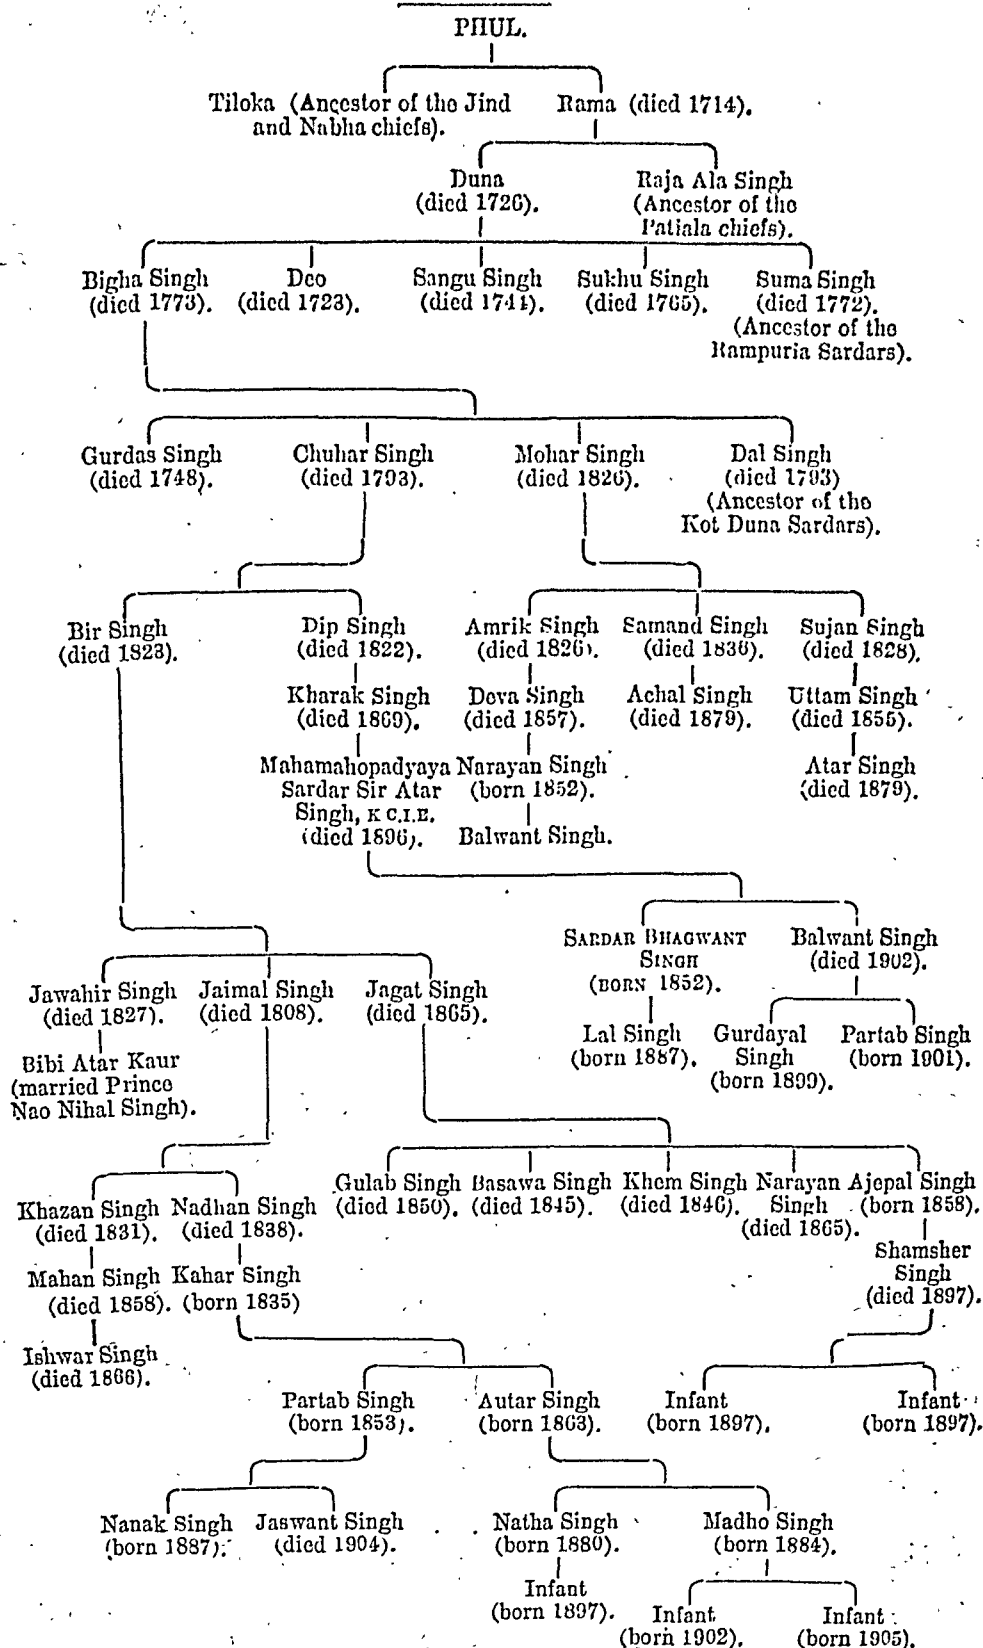 PHUL.
Tiloka (Ancestor of the Jind
and Nabha chiefs).
Rama (died 1714).
Duna
(died 1726).
Raja Ala Singh
(Ancestor of the
Patiala chiefs).
Bigha Singh
(died 1773).
Deo
(died 1723).
Sangu Singh
(died 1744).
Sukhu Singh
(died 1765).
Suma Singh
(died 1772).
(Ancestor of the
Rampuria Sardars).
Gurdas Singh
(died 1748).
Chuhar Singh
(died 1793).
Mohar Singh
(died 1826).
Dal Singh
(died 1793)
(Ancestor of the
Kot Duna Sardars).
Bir Singh
(died 1823).
Dip Singh
(died 1822).
Amrik Singh
(died 1826).
Samand Singh
(died 1836).
Sujan Singh
(died 1828).
Kharak Singh
(died 1869).
Deva Singh
(died 1857).
Achal Singh
(died 1879).
Uttam Singh
(died 1855).
Mahamahopadyaya
Sardar Sir Atar
Singh, K C.I.E.
(died 1896).
Narayan Singh
(born 1852).
Balwant Singh.
Atar Singh
(died 1879).
SARDAR BHAGWANT
SINGH
(BORN 1852).
Balwant Singh
(died 1902).
Jawahir Singh
(died 1827).
Jaimal Singh
(died 1808).
Jagat Singh
(died 1865).
Lal Singh
(born 1887).
Gurdayal
Singh
(born 1899).
Partab Singh
(born 1901).
Bibi Atar Kaur
(married Prince
Nao Nihal Singh).
Khazan Singh
(died 1831).
Nadhan Singh
(died 1838).
Gulab Singh
(died 1850).
Basawa Singh
(died 1845).
Khem Singh
(died 1846).
Narayan
Singh
(died 1865).
Ajepal Singh
(born 1858).
Shamsher
Singh
(died 1897).
Mahan Singh
(died 1858).
Kahar Singh
(born 1835)
Ishwar Singh
(died 1866).
Partab Singh
(born 1853).
Autar Singh
(born 1863).
Infant
(born 1897).
Infant
(born 1897).
Nanak Singh
(born 1887).
Jaswant Singh
(died 1904).
Natha Singh
(born 1880).
Madho Singh
(born 1884).
Infant
(born 1897).
Infant
(born 1902).
Infant
(born 1905).